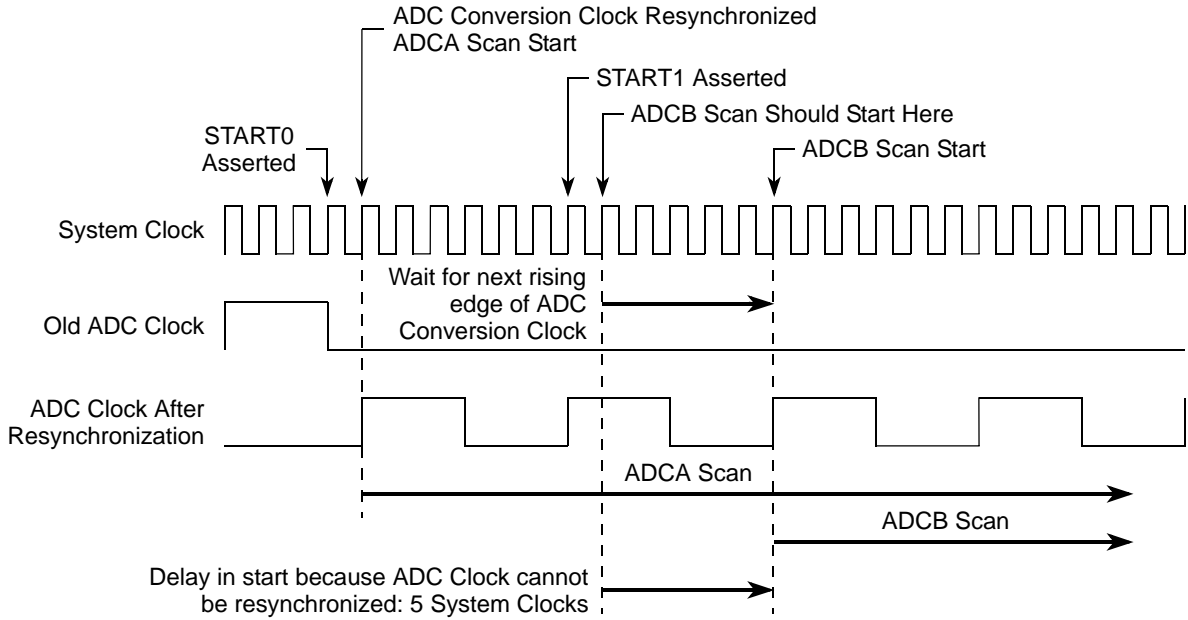 ADC Conversion Clock Resynchronized
ADCA Scan Start
START1 Asserted
ADCB Scan Should Start Here
START0
Asserted
ADCB Scan Start
System Clock
Wait for next rising
edge of ADC
Conversion Clock
Old ADC Clock
ADC Clock After
Resynchronization
ADCA Scan
ADCB Scan
Delay in start because ADC Clock cannot
be resynchronized: 5 System Clocks